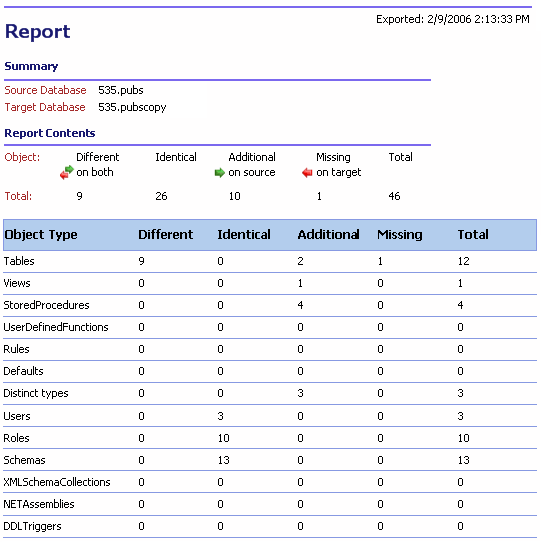 Exported: 2/9/2006 2:13:33 PM
Report
Summary
Source Database 535.pubs
Target Database 535.pubscopy
Report Contents
Object: Different on both Identical Additional on source Missing on target Total
Total: 9 26 10 1 46
Object Type Different Identical Additional Missing Total
Tables 9 0 2 1 12
Views 0 0 1 0 1
StoredProcedures 0 0 4 0 4
UserDefinedFunctions 0 0 0 0 0
Rules 0 0 0 0 0
Defaults 0 0 0 0 0
Distinct types 0 0 3 0 3
Users 0 3 0 0 3
Roles 0 10 0 0 10
Schemas 0 13 0 0 13
XMLSchemaCollections 0 0 0 0 0
NETAssemblies 0 0 0 0 0
DDLTriggers 0 0 0 0 0